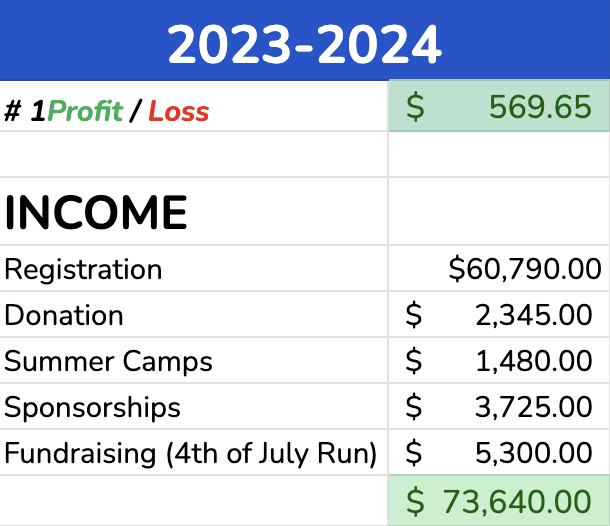 2023-2024
# 1Profit / Loss $ 569.65
INCOME
Registration $60,790.00
Donation $ 2,345.00
Summer Camps $ 1,480.00
Sponsorships $ 3,725.00
Fundraising (4th of July Run) $ 5,300.00
$ 73,640.00